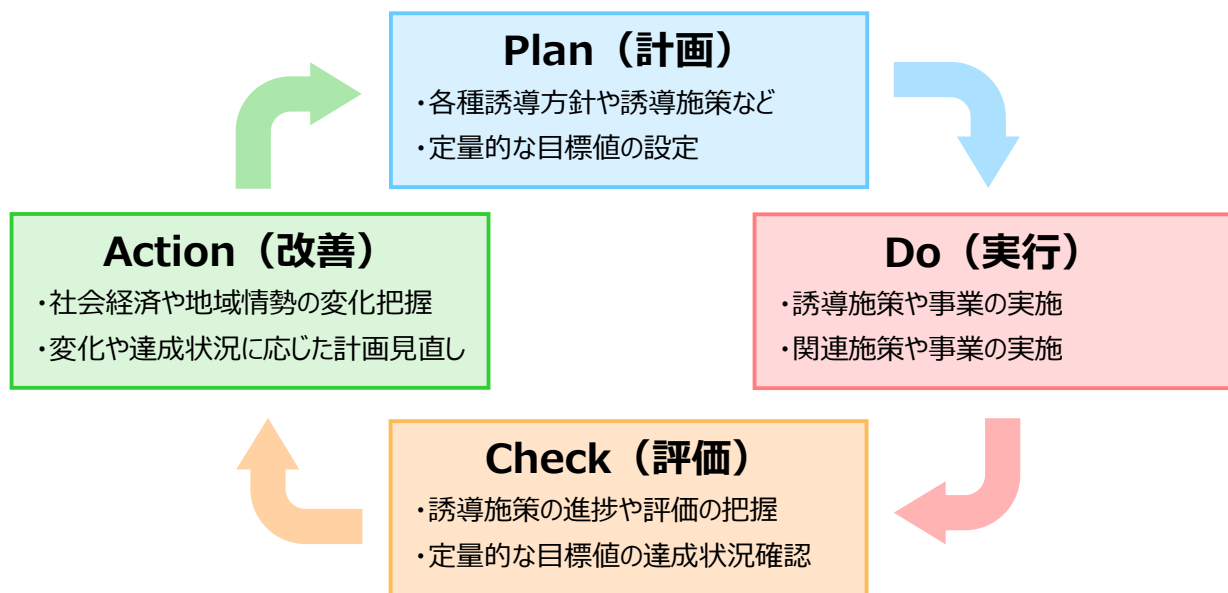 Plan（計画）
・各種誘導方針や誘導施策など
・定量的な目標値の設定
Action（改善）
・社会経済や地域情勢の変化把握
・変化や達成状況に応じた計画見直し
Do（実行）
・誘導施策や事業の実施
・関連施策や事業の実施
Check（評価）
・誘導施策の進捗や評価の把握
・定量的な目標値の達成状況確認